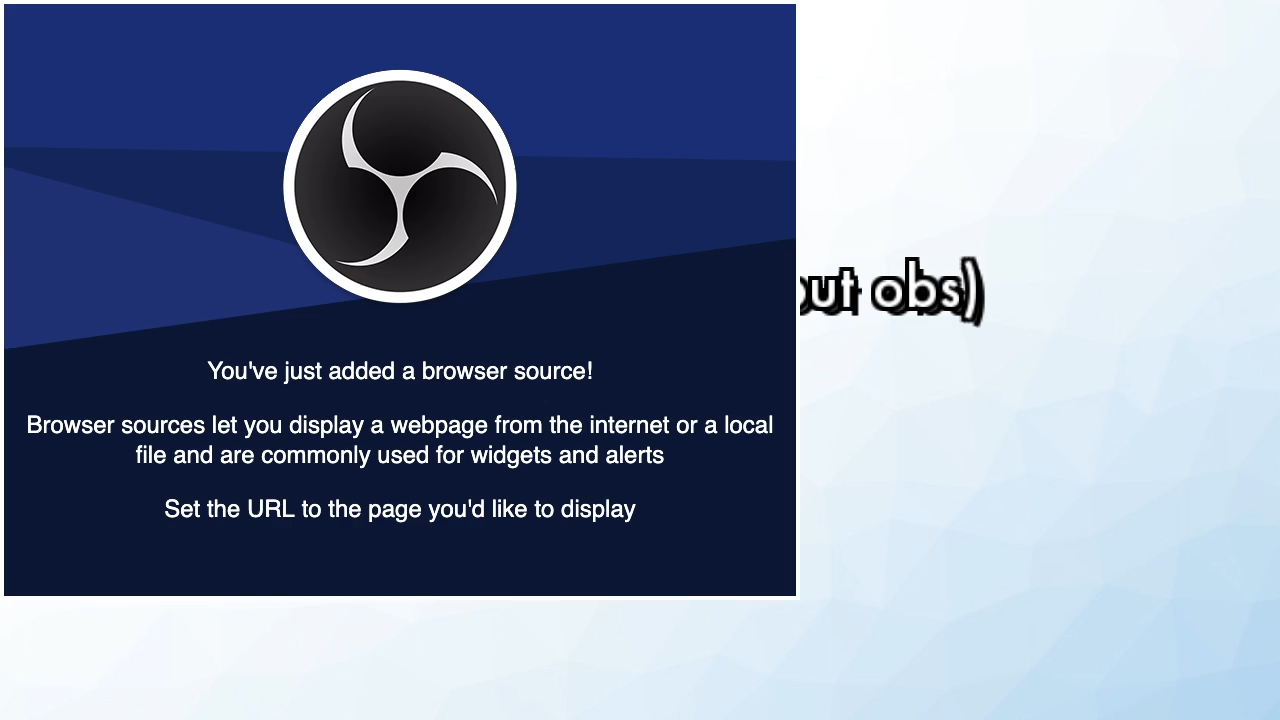 You've just added a browser source!
Browser sources let you display a webpage from the internet or a local
file and are commonly used for widgets and alerts
Set the URL to the page you'd like to display
obs)